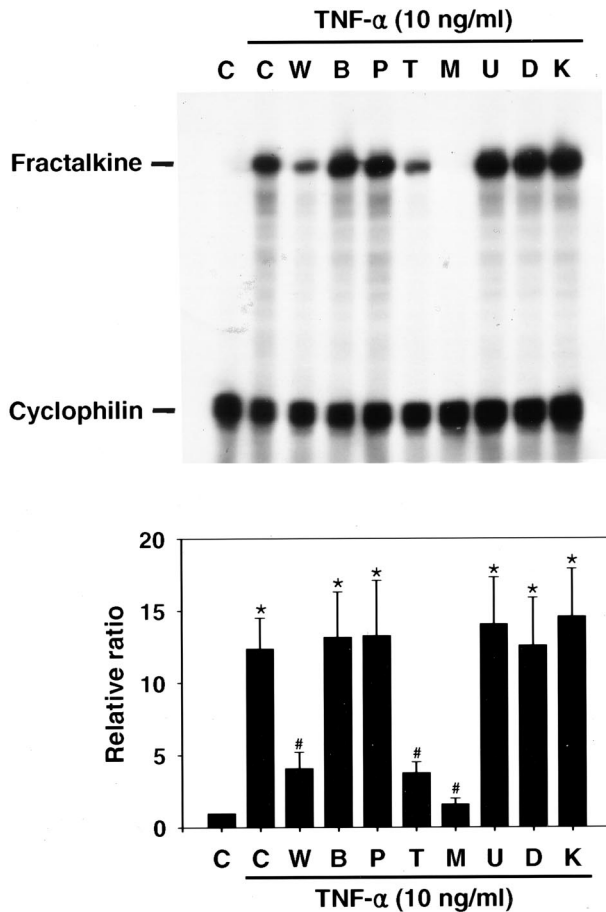 TNF-α (10 ng/ml)
C C W B P T M U D K
Fractalkine
Cyclophilin
20
15
10
5
0
Relative ratio
* # * * # # * * *
C C W B P T M U D K
TNF-α (10 ng/ml)